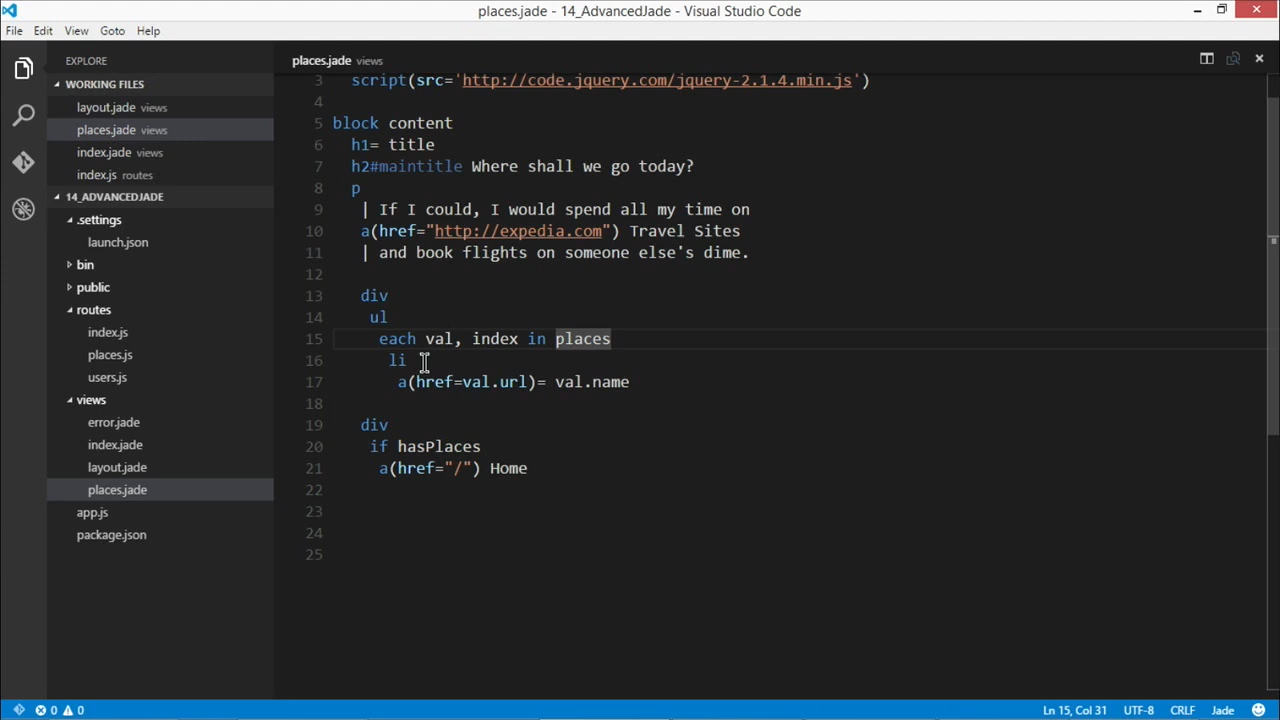 places.jade - 14_AdvancedJade - Visual Studio Code
File Edit View Goto Help
EXPLORE
WORKING FILES
layout.jade views
places.jade views
index.jade views
index.js routes
14_ADVANCEDJADE
.settings
launch.json
bin
public
routes
index.js
places.js
users.js
views
error.jade
index.jade
layout.jade
places.jade
app.js
package.json
places.jade views
3 script(src='http://code.jquery.com/jquery-2.1.4.min.js')
4
5 block content
6 h1= title
7 h2#maintitle Where shall we go today?
8 p
9 | If I could, I would spend all my time on
10 a(href="http://expedia.com") Travel Sites
11 | and book flights on someone else's dime.
12
13 div
14 ul
15 each val, index in places
16 li
17 a(href=val.url)= val.name
18
19 div
20 if hasPlaces
21 a(href="/") Home
22
23
24
25
0 0
Ln 15, Col 31 UTF-8 CRLF Jade